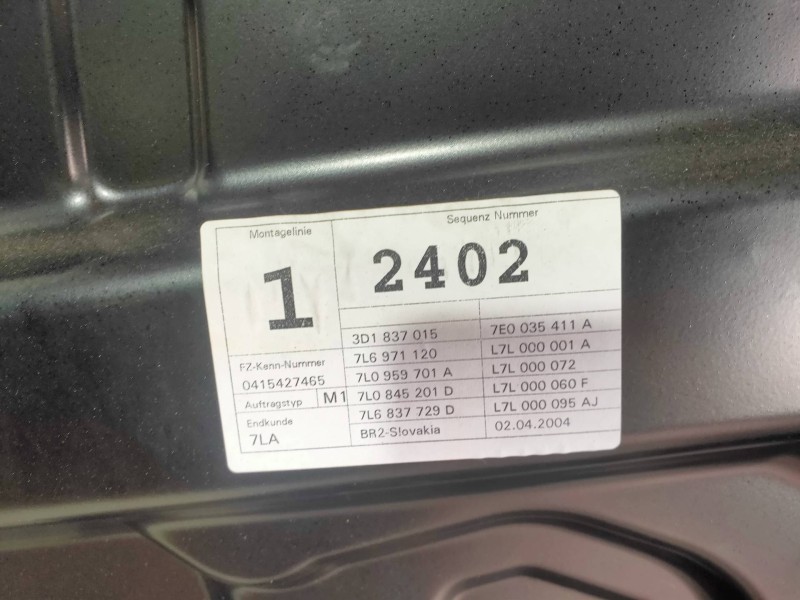 Montagelinie
1
Sequenz Nummer
2402
FZ-Kenn-Nummer
0415427465
Auftragstyp M1
Endkunde
7LA
3D1 837 015 7E0 035 411 A
7L6 971 120 L7L 000 001 A
7L0 959 701 A L7L 000 072
7L0 845 201 D L7L 000 060 F
7L6 837 729 D L7L 000 095 AJ
BR2-Slovakia 02.04.2004